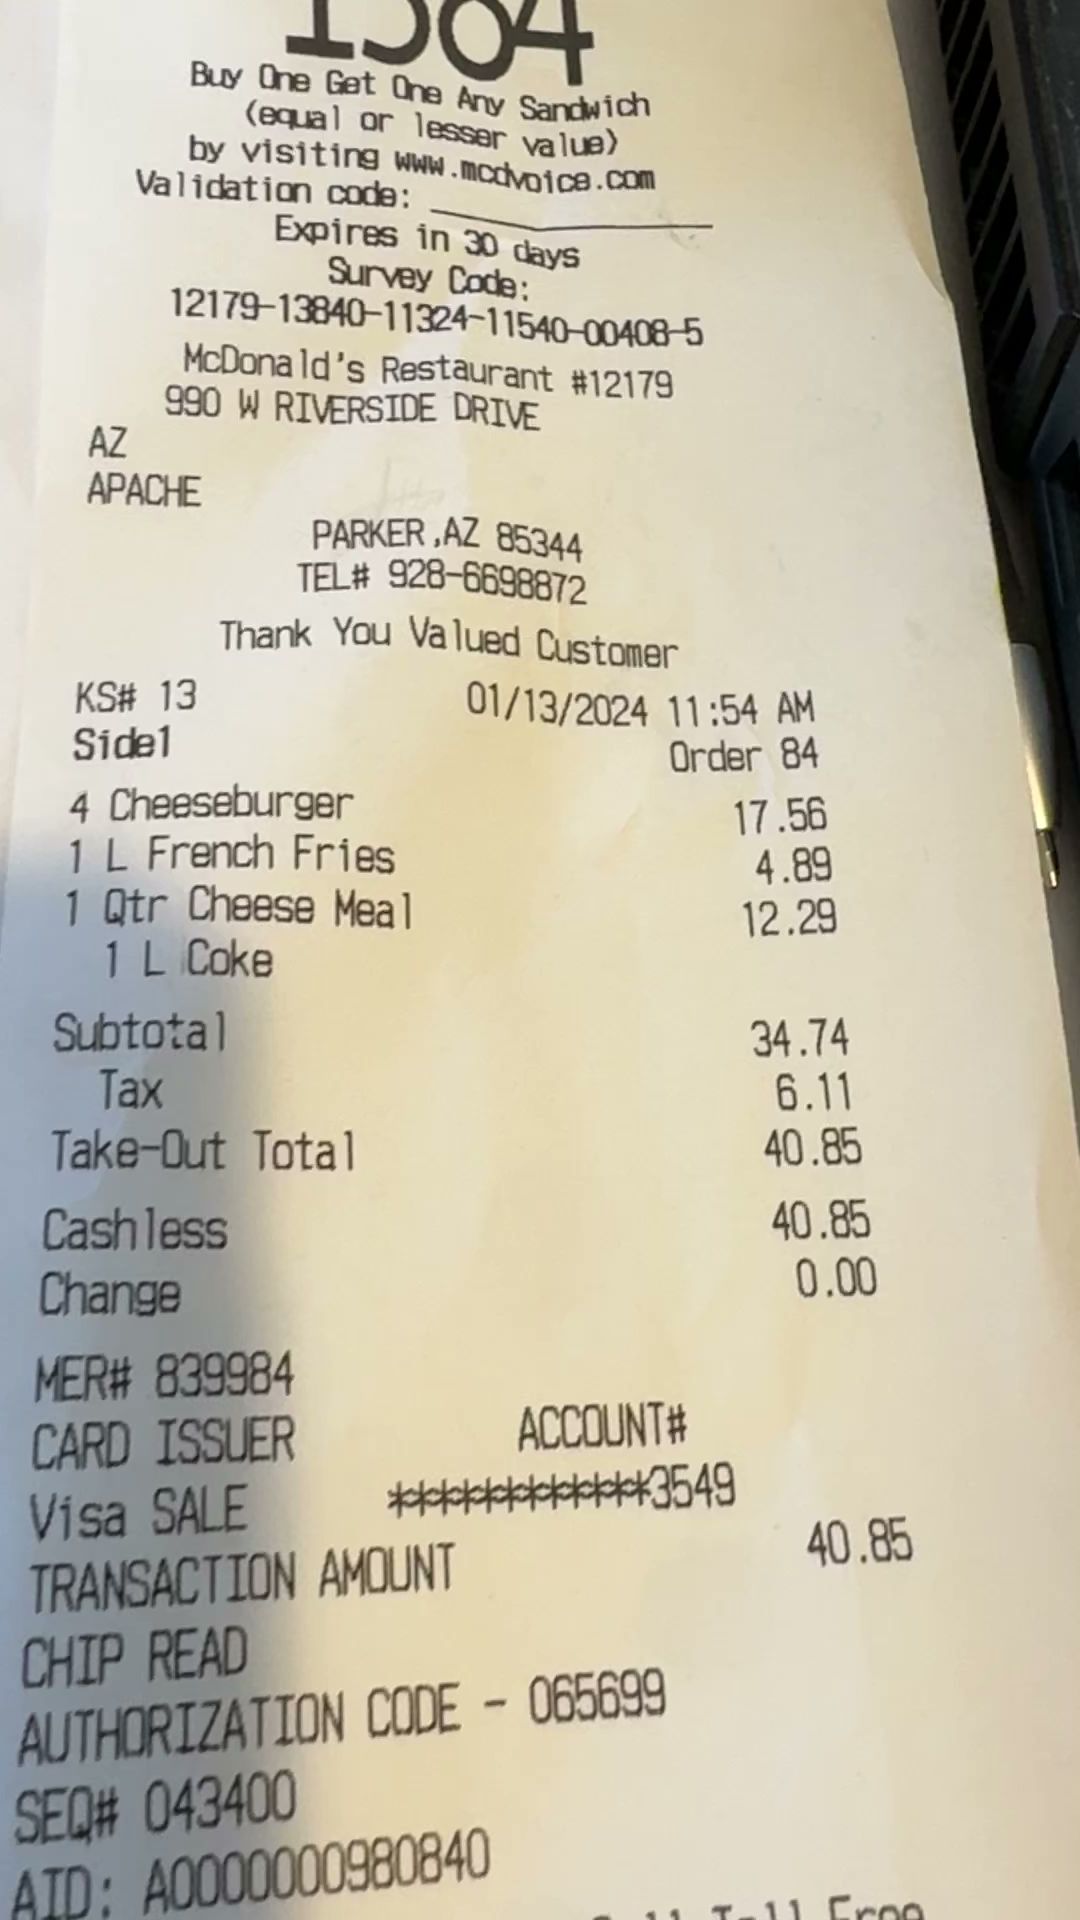 1584
Buy One Get One Any Sandwich
(equal or lesser value)
by visiting www.mcdvoice.com
Validation code: ____________
Expires in 30 days
Survey Code:
12179-13840-11324-11540-00408-5
McDonald's Restaurant #12179
990 W RIVERSIDE DRIVE
AZ
APACHE
PARKER,AZ 85344
TEL# 928-6698872
Thank You Valued Customer
KS# 13 01/13/2024 11:54 AM
Side1 Order 84
4 Cheeseburger 17.56
1 L French Fries 4.89
1 Qtr Cheese Meal 12.29
1 L Coke
Subtotal 34.74
Tax 6.11
Take-Out Total 40.85
Cashless 40.85
Change 0.00
MER# 839984
CARD ISSUER ACCOUNT#
Visa SALE ************3549
TRANSACTION AMOUNT 40.85
CHIP READ
AUTHORIZATION CODE - 065699
SEQ# 043400
AID: A0000000980840